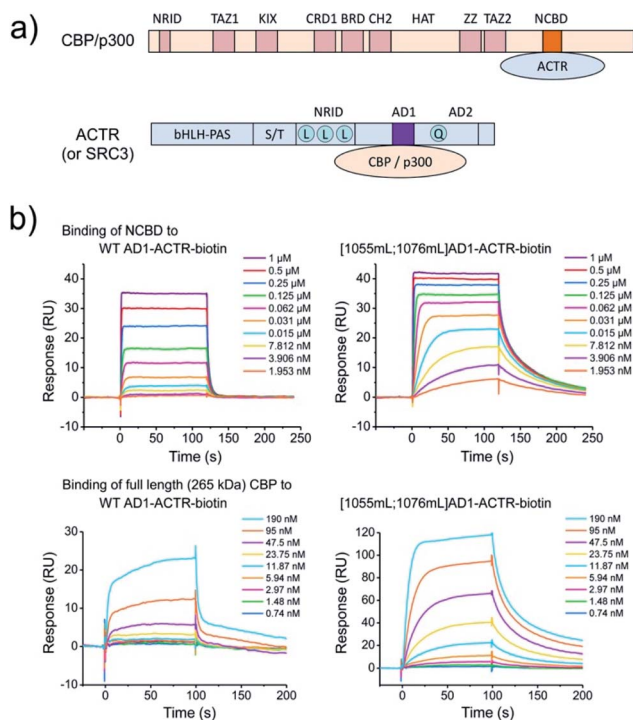 a)
NRID TAZ1 KIX CRD1 BRD CH2 HAT ZZ TAZ2 NCBD
CBP/p300
ACTR
NRID AD1 AD2
ACTR
(or SRC3)
bHLH-PAS S/T L L L Q
CBP / p300
b)
Binding of NCBD to
WT AD1-ACTR-biotin
[1055mL;1076mL]AD1-ACTR-biotin
Response (RU)
40
30
20
10
0
-10
0 50 100 150 200 250
Time (s)
1 µM
0.5 µM
0.25 µM
0.125 µM
0.062 µM
0.031 µM
0.015 µM
7.812 nM
3.906 nM
1.953 nM
Response (RU)
40
30
20
10
0
-10
0 50 100 150 200 250
Time (s)
1 µM
0.5 µM
0.25 µM
0.125 µM
0.062 µM
0.031 µM
0.015 µM
7.812 nM
3.906 nM
1.953 nM
Binding of full length (265 kDa) CBP to
WT AD1-ACTR-biotin
[1055mL;1076mL]AD1-ACTR-biotin
Response (RU)
30
20
10
0
-10
0 100 200
Time (s)
190 nM
95 nM
47.5 nM
23.75 nM
11.87 nM
5.94 nM
2.97 nM
1.48 nM
0.74 nM
Response (RU)
120
100
80
60
40
20
0
0 100 200
Time (s)
190 nM
95 nM
47.5 nM
23.75 nM
11.87 nM
5.94 nM
2.97 nM
1.48 nM
0.74 nM